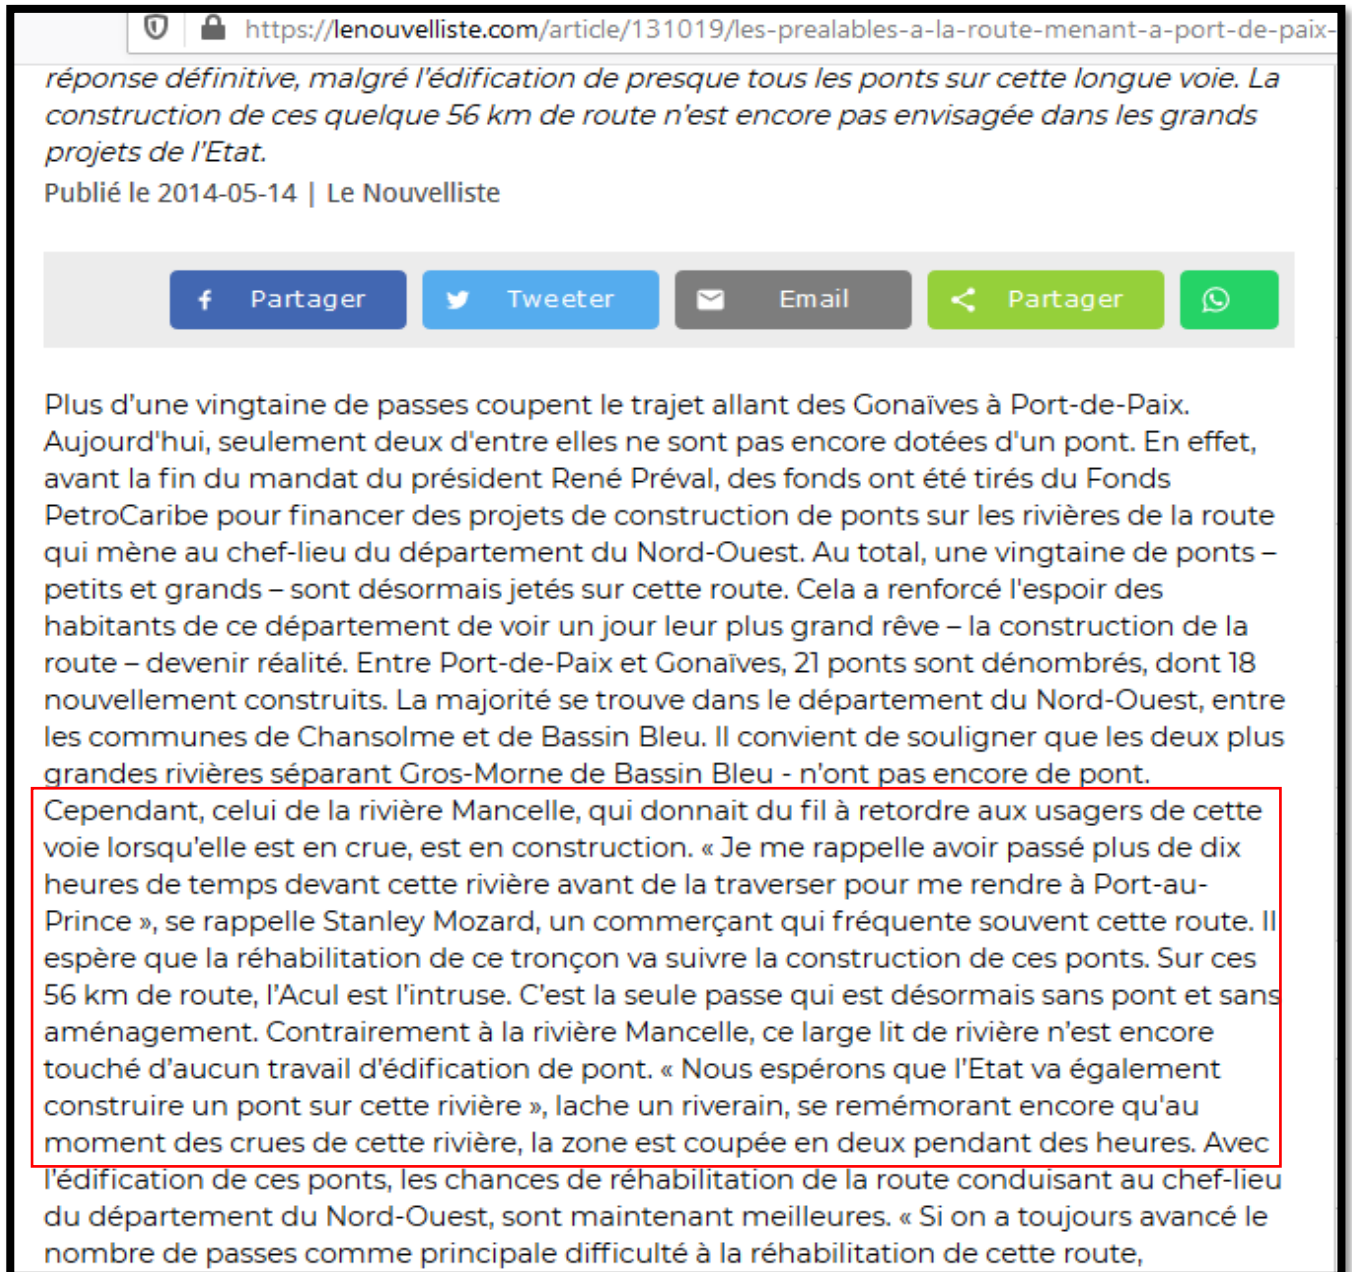 https://lenouvelliste.com/article/131019/les-prealables-a-la-route-menant-a-port-de-paix-
réponse définitive, malgré l’édification de presque tous les ponts sur cette longue voie. La
construction de ces quelque 56 km de route n’est encore pas envisagée dans les grands
projets de l’Etat.
Publié le 2014-05-14 | Le Nouvelliste
Partager Tweeter Email Partager
Plus d’une vingtaine de passes coupent le trajet allant des Gonaïves à Port-de-Paix.
Aujourd'hui, seulement deux d'entre elles ne sont pas encore dotées d'un pont. En effet,
avant la fin du mandat du président René Préval, des fonds ont été tirés du Fonds
PetroCaribe pour financer des projets de construction de ponts sur les rivières de la route
qui mène au chef-lieu du département du Nord-Ouest. Au total, une vingtaine de ponts –
petits et grands – sont désormais jetés sur cette route. Cela a renforcé l'espoir des
habitants de ce département de voir un jour leur plus grand rêve – la construction de la
route – devenir réalité. Entre Port-de-Paix et Gonaïves, 21 ponts sont dénombrés, dont 18
nouvellement construits. La majorité se trouve dans le département du Nord-Ouest, entre
les communes de Chansolme et de Bassin Bleu. Il convient de souligner que les deux plus
grandes rivières séparant Gros-Morne de Bassin Bleu - n'ont pas encore de pont.
Cependant, celui de la rivière Mancelle, qui donnait du fil à retordre aux usagers de cette
voie lorsqu’elle est en crue, est en construction. « Je me rappelle avoir passé plus de dix
heures de temps devant cette rivière avant de la traverser pour me rendre à Port-au-
Prince », se rappelle Stanley Mozard, un commerçant qui fréquente souvent cette route. Il
espère que la réhabilitation de ce tronçon va suivre la construction de ces ponts. Sur ces
56 km de route, l’Acul est l’intruse. C’est la seule passe qui est désormais sans pont et sans
aménagement. Contrairement à la rivière Mancelle, ce large lit de rivière n’est encore
touché d’aucun travail d’édification de pont. « Nous espérons que l’Etat va également
construire un pont sur cette rivière », lache un riverain, se remémorant encore qu'au
moment des crues de cette rivière, la zone est coupée en deux pendant des heures. Avec
l’édification de ces ponts, les chances de réhabilitation de la route conduisant au chef-lieu
du département du Nord-Ouest, sont maintenant meilleures. « Si on a toujours avancé le
nombre de passes comme principale difficulté à la réhabilitation de cette route,